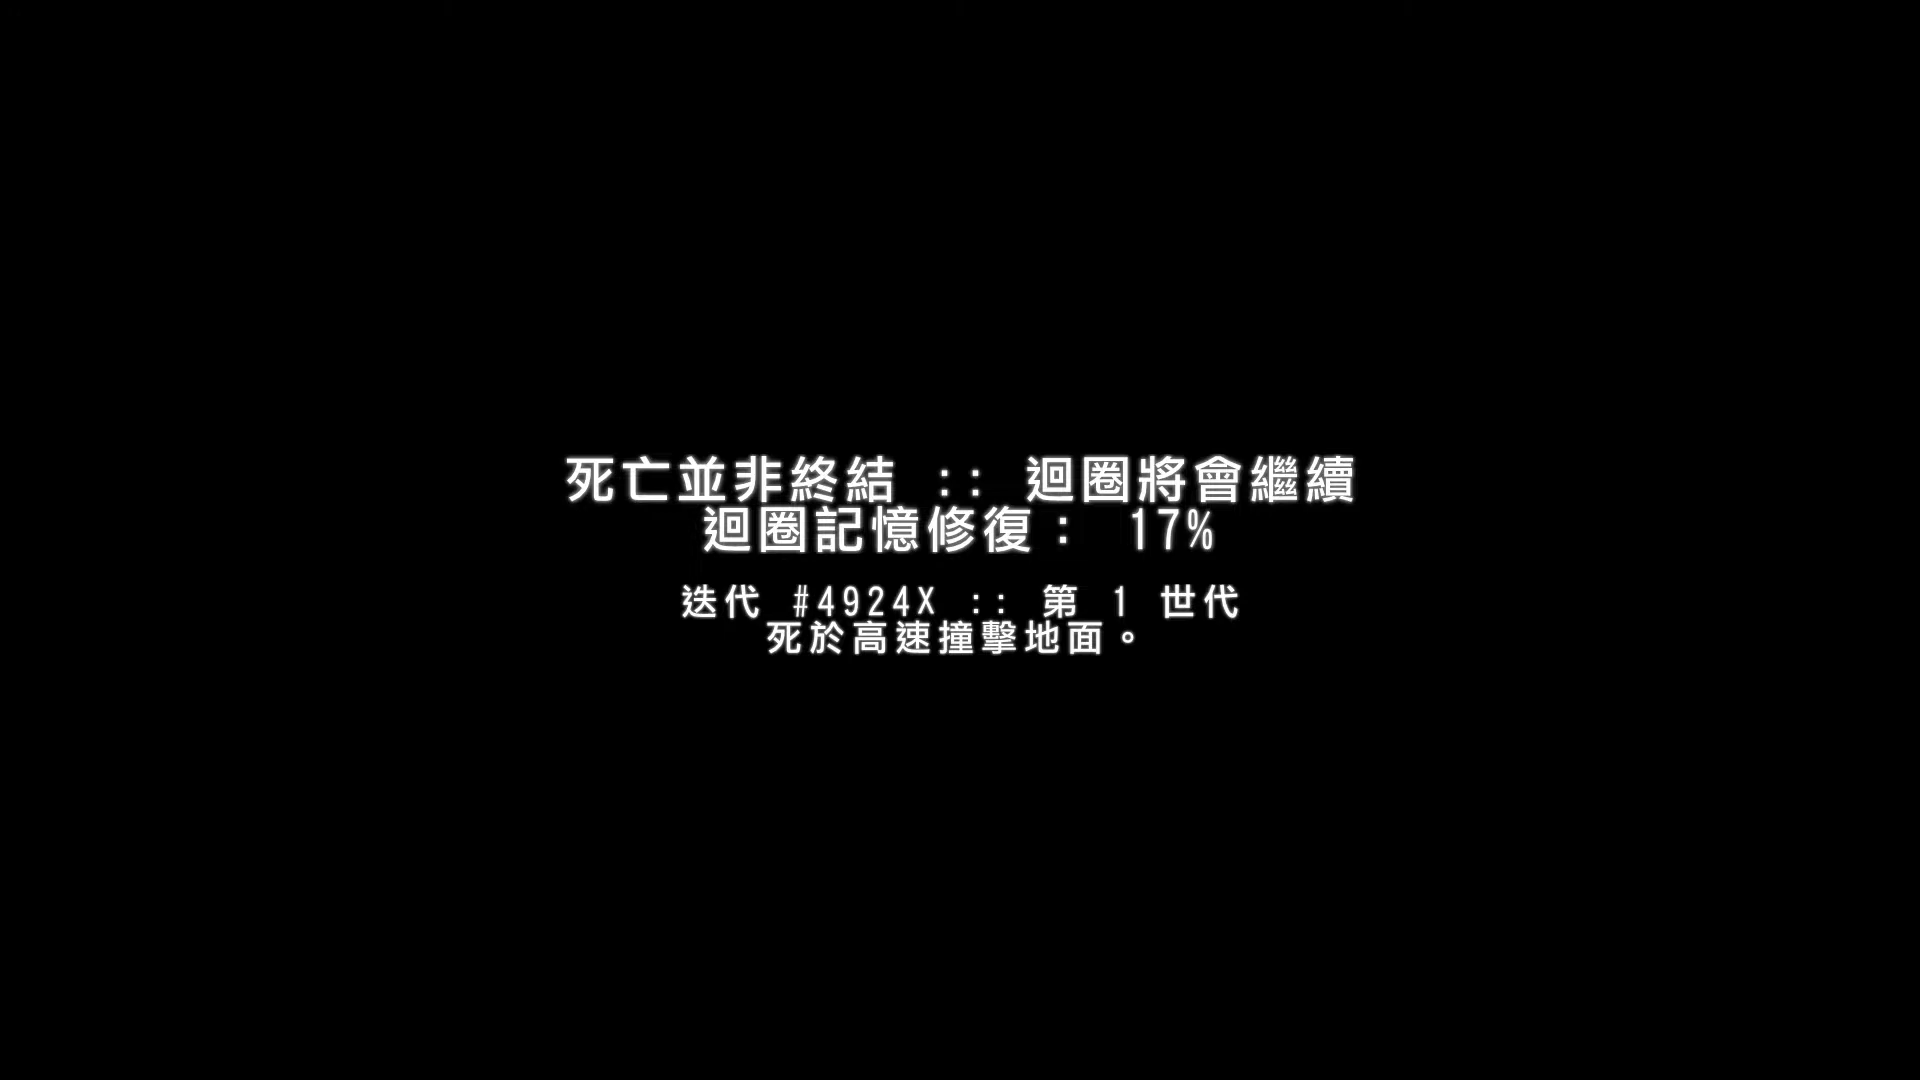 死亡並非終結 :: 迴圈將會繼續
迴圈記憶修復： 17%
迭代 #4924X :: 第 1 世代
死於高速撞擊地面。